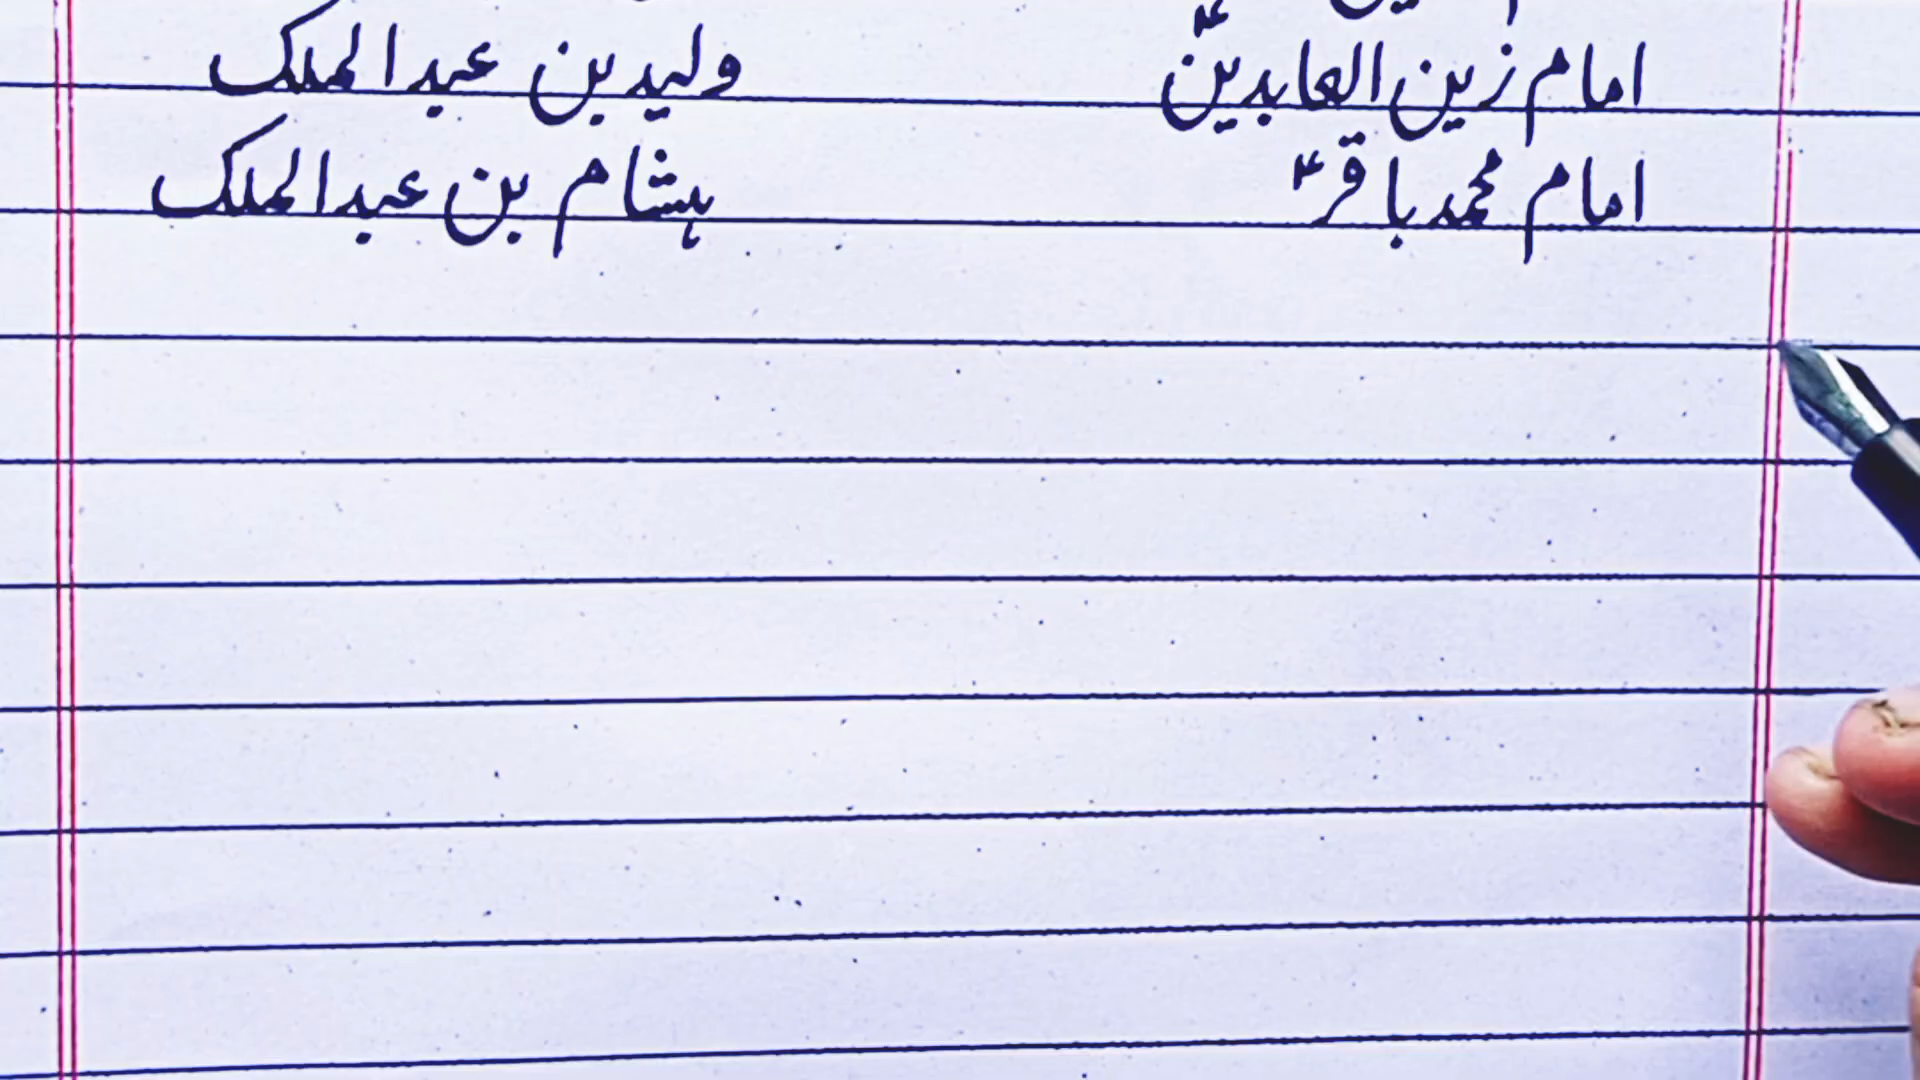 امام زین العابدینؑ ولید بن عبدالملک
امام محمد باقرؑ ہشام بن عبدالملک